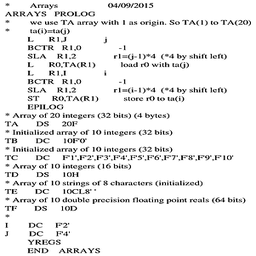 * Arrays 04/09/2015
ARRAYS PROLOG
* we use TA array with 1 as origin. So TA(1) to TA(20)
* ta(i)=ta(j)
L R1,J j
BCTR R1,0 -1
SLA R1,2 r1=(j-1)*4 (*4 by shift left)
L R0,TA(R1) load r0 with ta(j)
L R1,I i
BCTR R1,0 -1
SLA R1,2 r1=(i-1)*4 (*4 by shift left)
ST R0,TA(R1) store r0 to ta(i)
EPILOG
* Array of 20 integers (32 bits) (4 bytes)
TA DS 20F
* Initialized array of 10 integers (32 bits)
TB DC 10F'0'
* Initialized array of 10 integers (32 bits)
TC DC F'1',F'2',F'3',F'4',F'5',F'6',F'7',F'8',F'9',F'10'
* Array of 10 integers (16 bits)
TD DS 10H
* Array of 10 strings of 8 characters (initialized)
TE DC 10CL8' '
* Array of 10 double precision floating point reals (64 bits)
TF DS 10D
*
I DC F'2'
J DC F'4'
YREGS
END ARRAYS